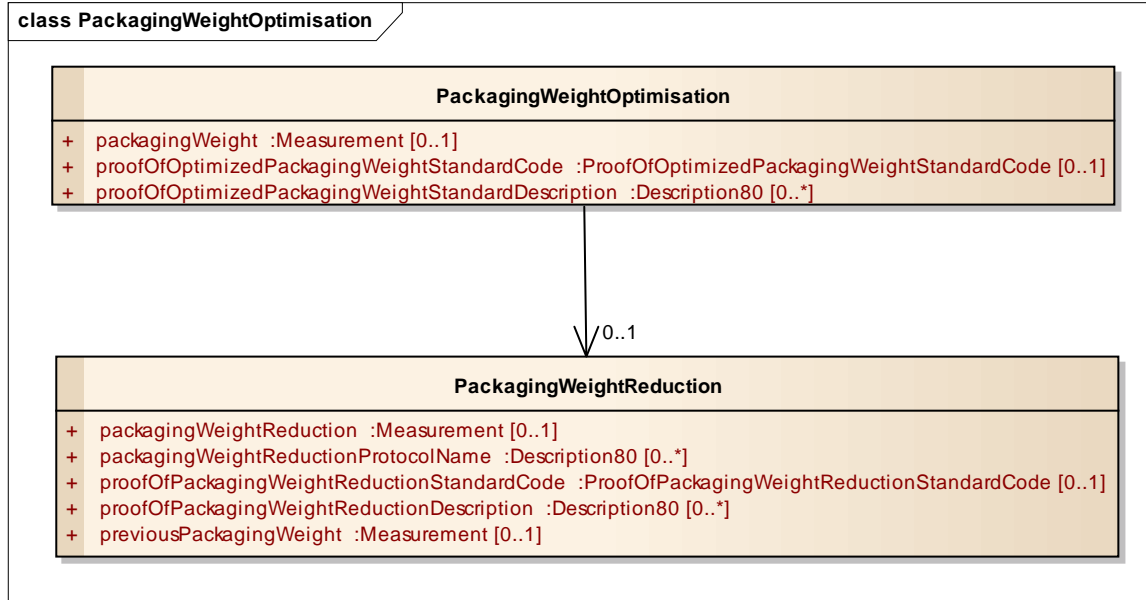 class PackagingWeightOptimisation
PackagingWeightOptimisation
+ packagingWeight :Measurement [0..1]
+ proofOfOptimizedPackagingWeightStandardCode :ProofOfOptimizedPackagingWeightStandardCode [0..1]
+ proofOfOptimizedPackagingWeightStandardDescription :Description80 [0..*]
0..1
PackagingWeightReduction
+ packagingWeightReduction :Measurement [0..1]
+ packagingWeightReductionProtocolName :Description80 [0..*]
+ proofOfPackagingWeightReductionStandardCode :ProofOfPackagingWeightReductionStandardCode [0..1]
+ proofOfPackagingWeightReductionDescription :Description80 [0..*]
+ previousPackagingWeight :Measurement [0..1]